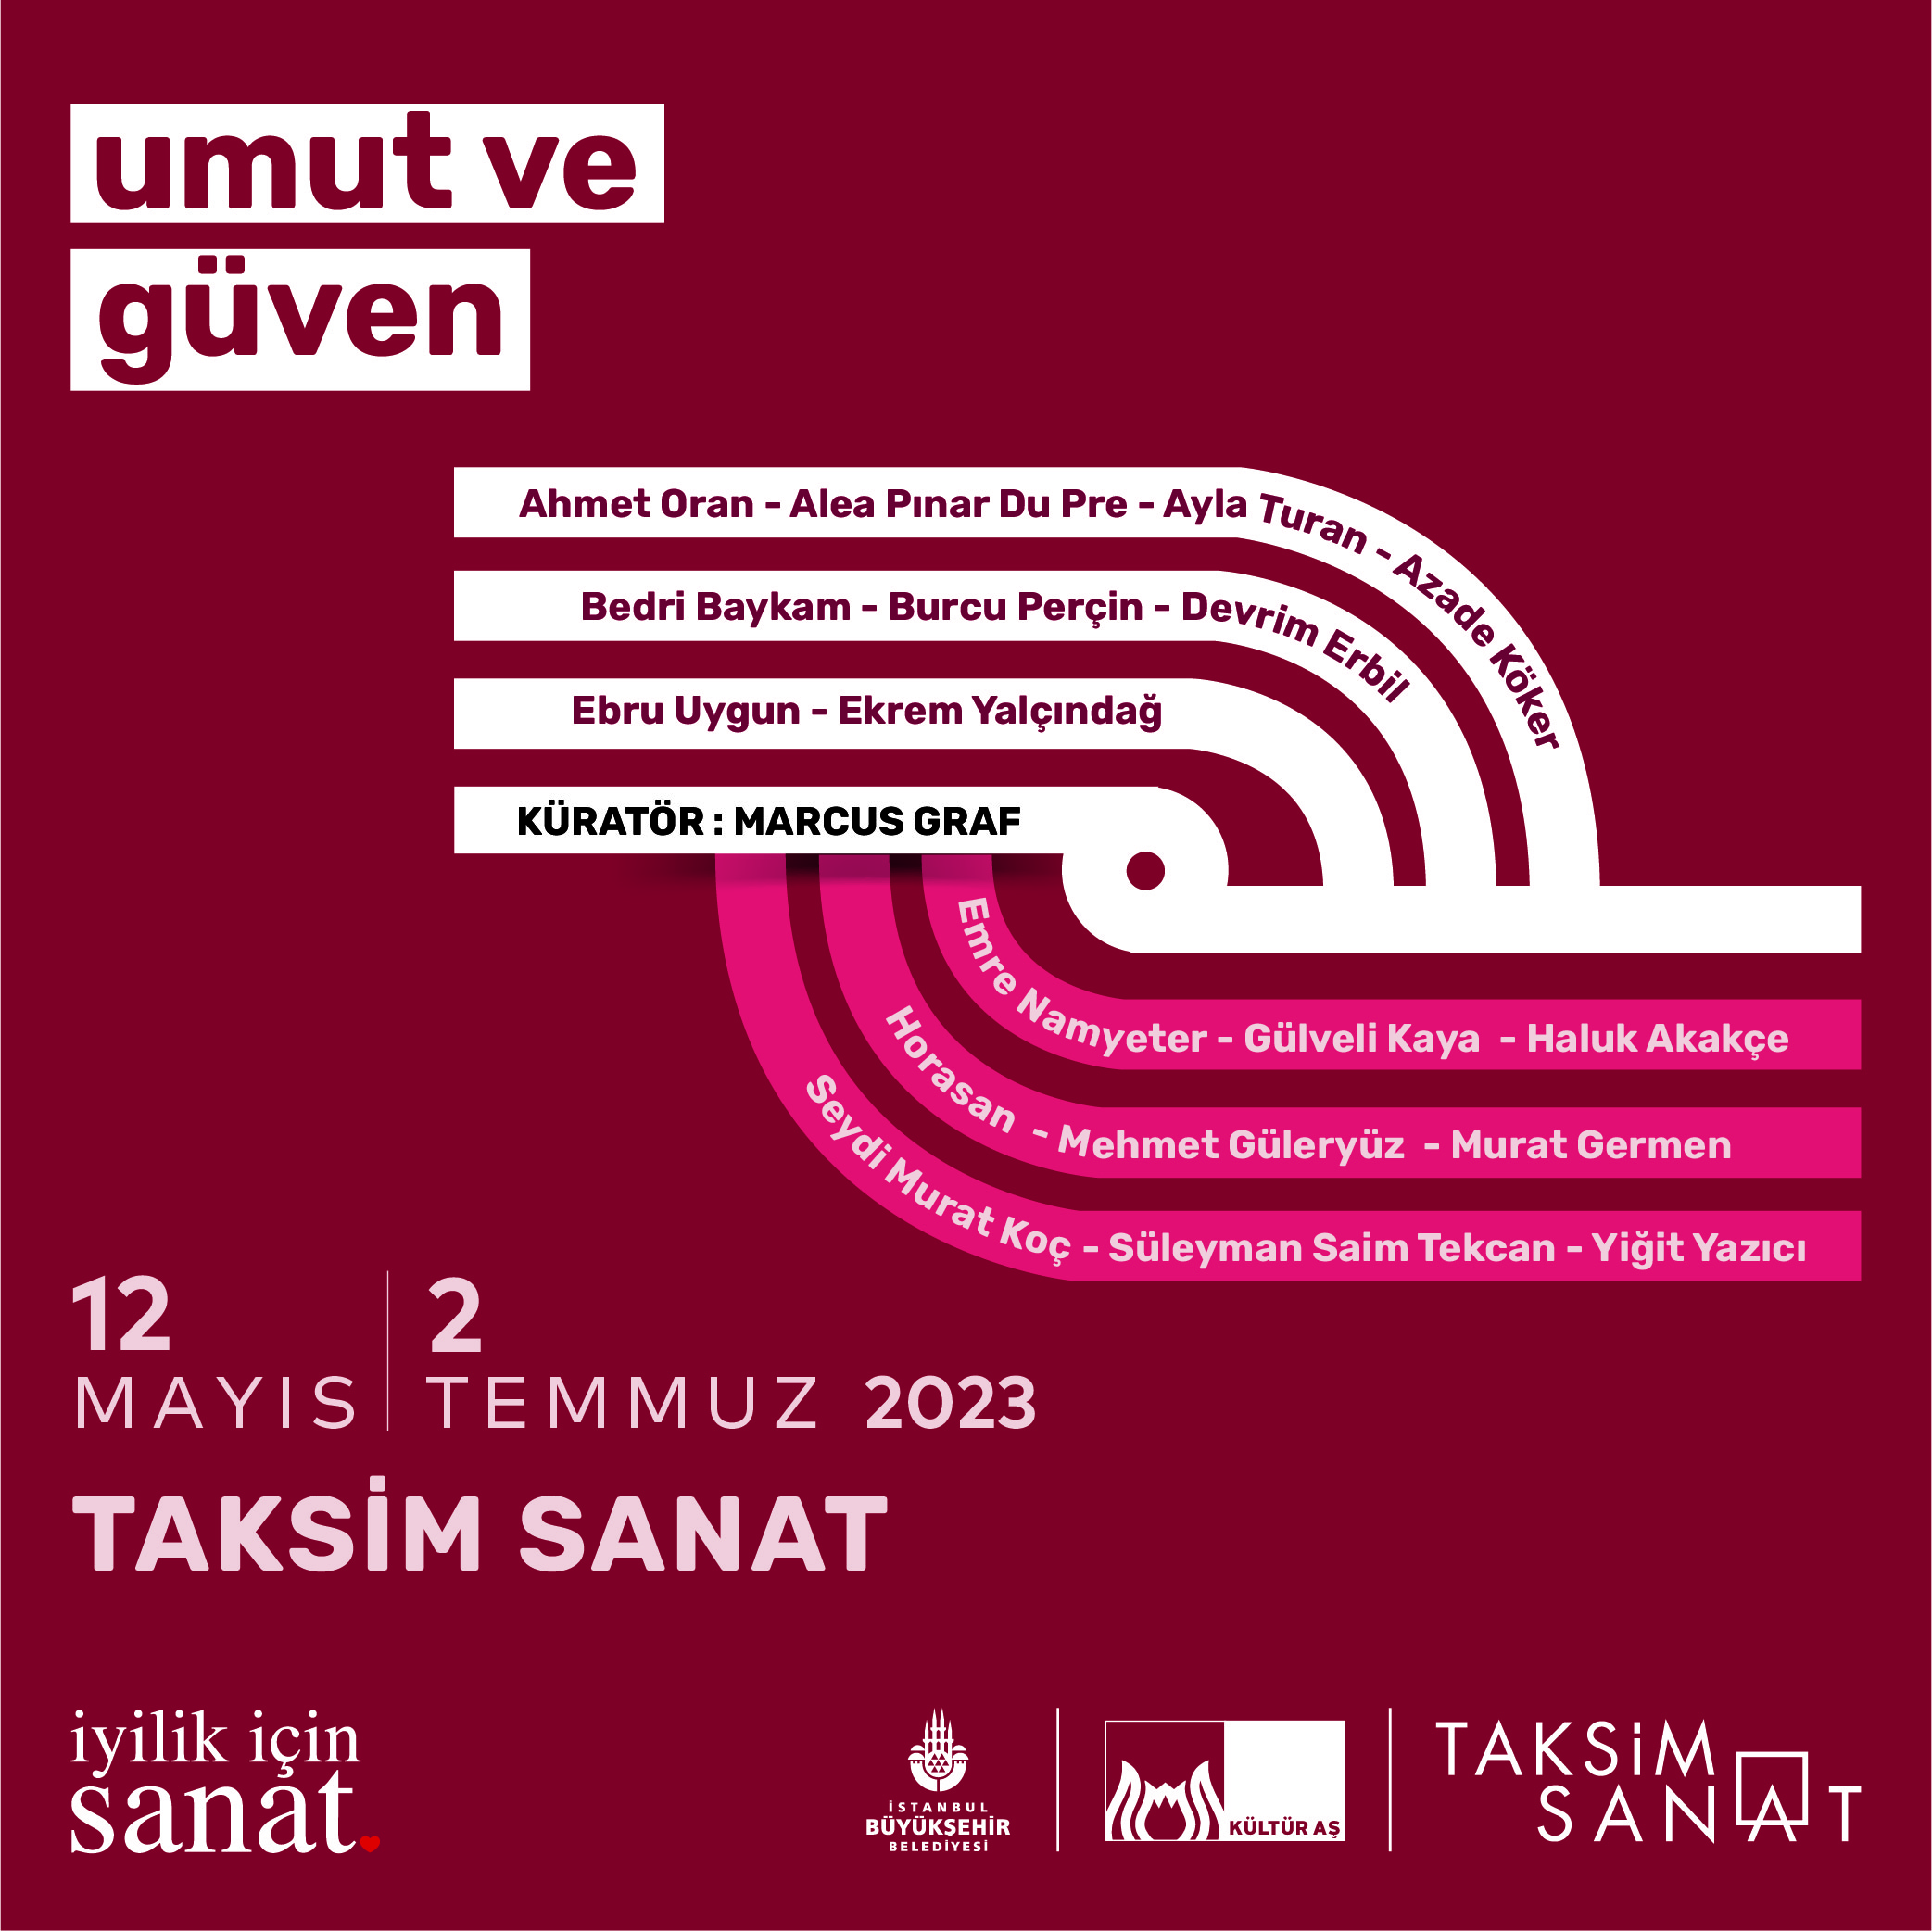 umut ve
güven
Ahmet Oran - Alea Pınar Du Pre - Ayla Turan - Azade Köker
Bedri Baykam - Burcu Perçin - Devrim Erbil
Ebru Uygun - Ekrem Yalçındağ
KÜRATÖR : MARCUS GRAF
Emre Namyeter - Gülveli Kaya - Haluk Akakçe
Horasan - Mehmet Güleryüz - Murat Germen
Seydi Murat Koç - Süleyman Saim Tekcan - Yiğit Yazıcı
12 2
MAYIS TEMMUZ 2023
TAKSİM SANAT
iyilik için
sanat
İSTANBUL
BÜYÜKŞEHİR
BELEDİYESİ
KÜLTÜR AŞ
TAKSiM
SANAT